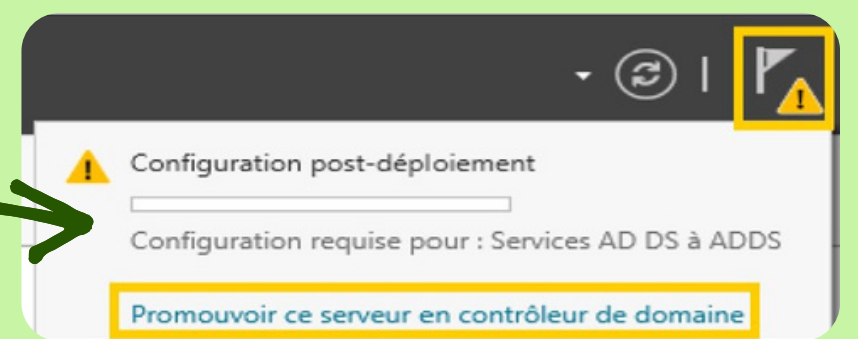 Configuration post-déploiement
Configuration requise pour : Services AD DS à ADDS
Promouvoir ce serveur en contrôleur de domaine